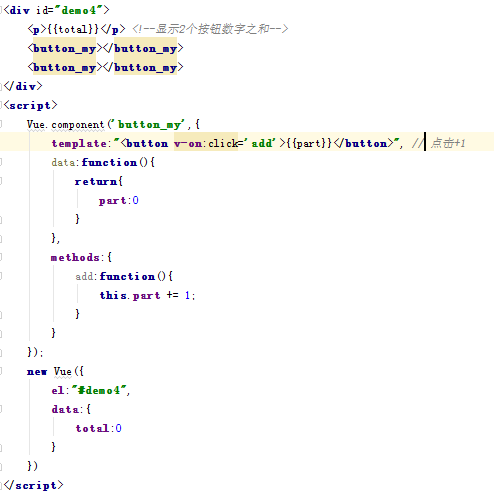 <div id="demo4">
<p>{{total}}</p> <!--显示2个按钮数字之和-->
<button_my></button_my>
<button_my></button_my>
</div>
<script>
Vue.component('button_my',{
template:"<button v-on:click='add'>{{part}}</button>", // 点击+1
data:function(){
return{
part:0
}
},
methods:{
add:function(){
this.part += 1;
}
}
});
new Vue({
el:"#demo4",
data:{
total:0
}
})
</script>